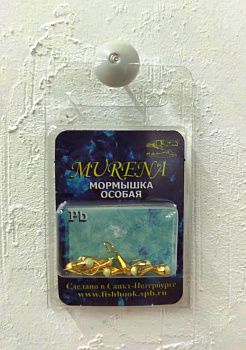 MURENA
МОРМЫШКА
ОСОБАЯ
Pb
Сделано в Санкт-Петербурге
www.fishhook.spb.ru